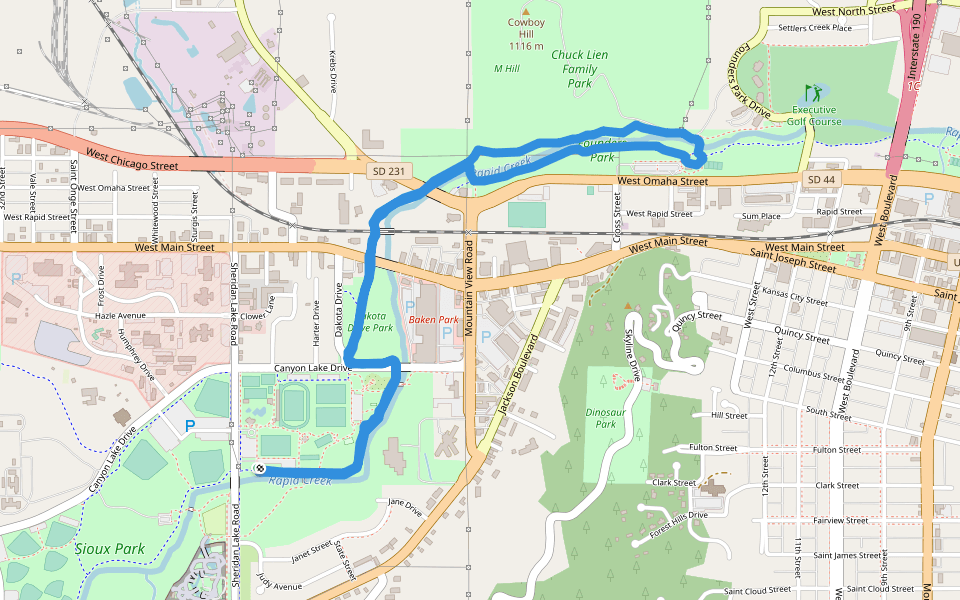 West North Street
Settlers Creek Place
Interstate 190
Cowboy
Hill
1116 m
M Hill
Chuck Lien
Family
Park
Krebs Drive
Founders Park Drive
1C
Executive
Golf Course
West Chicago Street
SD 231
Rapid Creek
Founders
Park
West Omaha Street
SD 44
West Omaha Street
Saint Onge Street
Vale Street
Whitewood Street
Sturgis Street
West Rapid Street
Cross Street
West Rapid Street
Sum Place
Rapid Street
West Boulevard
P
West Main Street
West Main Street
West Main Street
Saint Joseph Street
Mountain View Road
P
Frost Drive
Sheridan Lake Road
Lane
Harter Drive
Dakota Drive
P
Kansas City Street
West Street
9th Street
Hazle Avenue
Clower
Dakota
Drive Park
Baken Park
P
P
Quincy Street
Quincy Street
Quincy Street
Humphrey Drive
Skyline Drive
Jackson Boulevard
Canyon Lake Drive
12th Street
Columbus Street
West Boulevard
South Street
P
Dinosaur
Park
Hill Street
Canyon Lake Drive
Fulton Street
Fulton Street
12th Street
Rapid Creek
Clark Street
Clark Street
Jane Drive
Forest Hills Drive
Fairview Street
Sheridan Lake Road
Sioux Park
Janet Street
State Street
11th Street
Saint James Street
9th Street
Judy Avenue
Saint Cloud Street
Saint Cloud Street